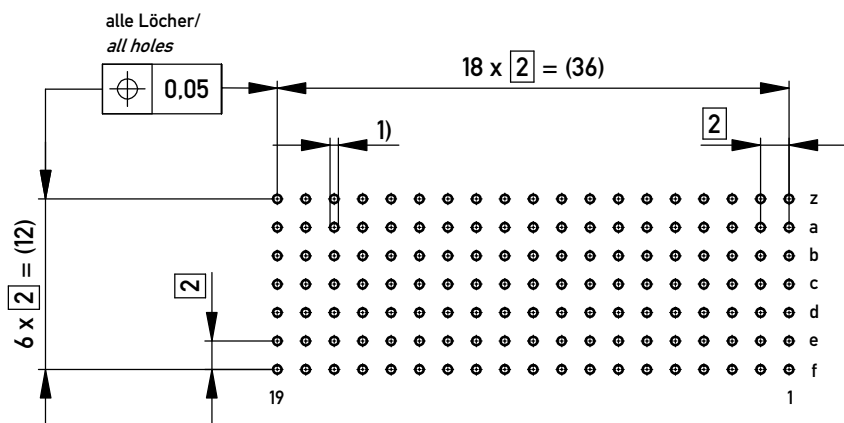 alle Löcher/
all holes
0,05
18 x 2 = (36)
1)
2
6 x 2 = (12)
2
z
a
b
c
d
e
f
19
1